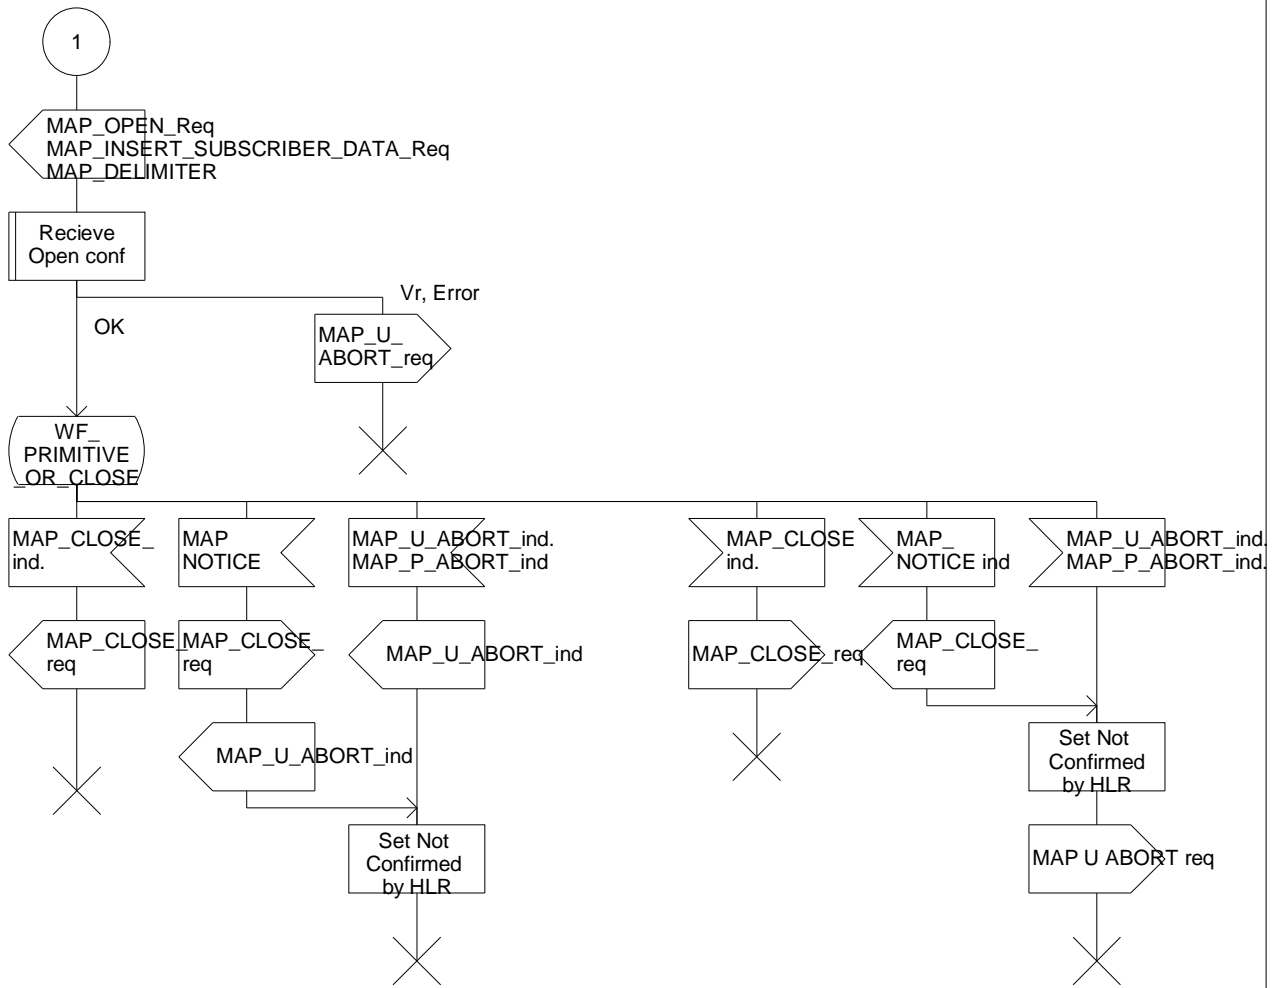 1
MAP_OPEN_Req
MAP_INSERT_SUBSCRIBER_DATA_Req
MAP_DELIMITER
Recieve
Open conf
Vr, Error
OK
MAP_U_
ABORT_req
WF_
PRIMITIVE
_OR_CLOSE
MAP_CLOSE_
ind.
MAP
NOTICE
MAP_U_ABORT_ind.
MAP_P_ABORT_ind
MAP_CLOSE
ind.
MAP_
NOTICE ind
MAP_U_ABORT_ind.
MAP_P_ABORT_ind.
MAP_CLOSE_
req
MAP_CLOSE_
req
MAP_U_ABORT_ind
MAP_CLOSE_req
MAP_CLOSE_
req
MAP_U_ABORT_ind
Set Not
Confirmed
by HLR
Set Not
Confirmed
by HLR
MAP U ABORT req